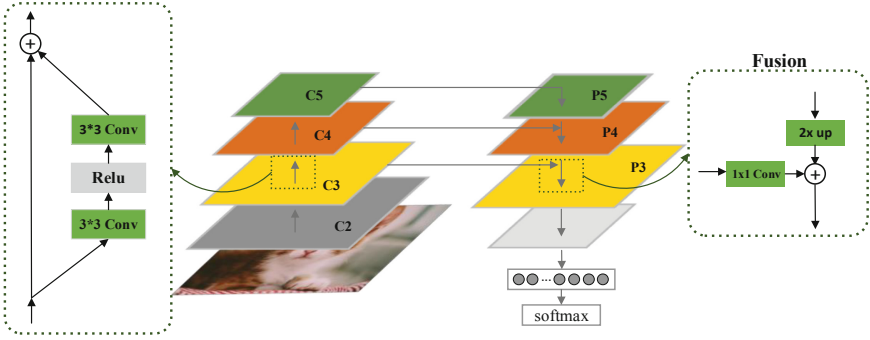 Fusion
C5
P5
3*3 Conv
C4
P4
2x up
Relu
C3
P3
1x1 Conv
3*3 Conv
C2
softmax